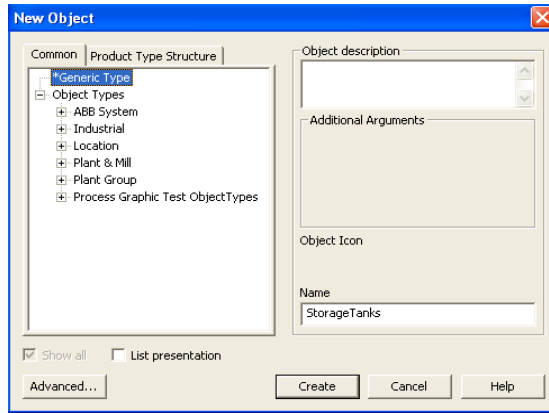 New Object
Common
Product Type Structure
*Generic Type
Object Types
ABB System
Industrial
Location
Plant & Mill
Plant Group
Process Graphic Test ObjectTypes
Object description
Additional Arguments
Object Icon
Name
StorageTanks
Show all
List presentation
Advanced...
Create
Cancel
Help